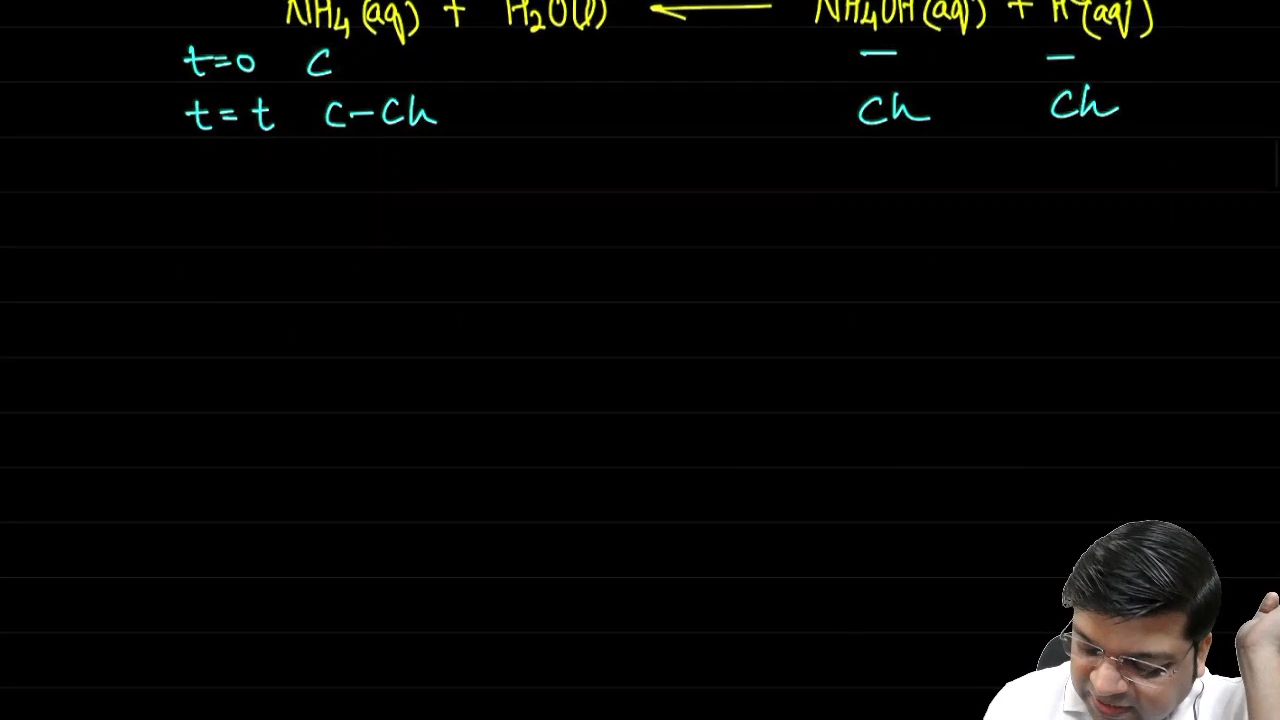 NH4 (aq) + H2O(l) ⇌ NH4OH (aq) + H+ (aq)
t=0 C — —
t=t C-Ch Ch Ch